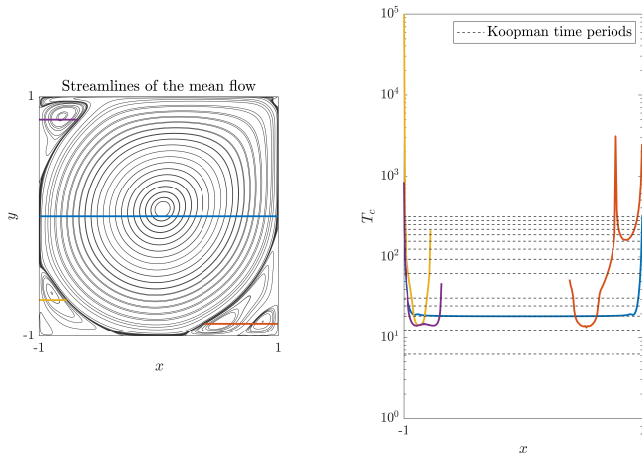 Streamlines of the mean flow
1
y
-1
-1
1
x
10^5
Koopman time periods
10^4
10^3
T_c
10^2
10^1
10^0
-1
x